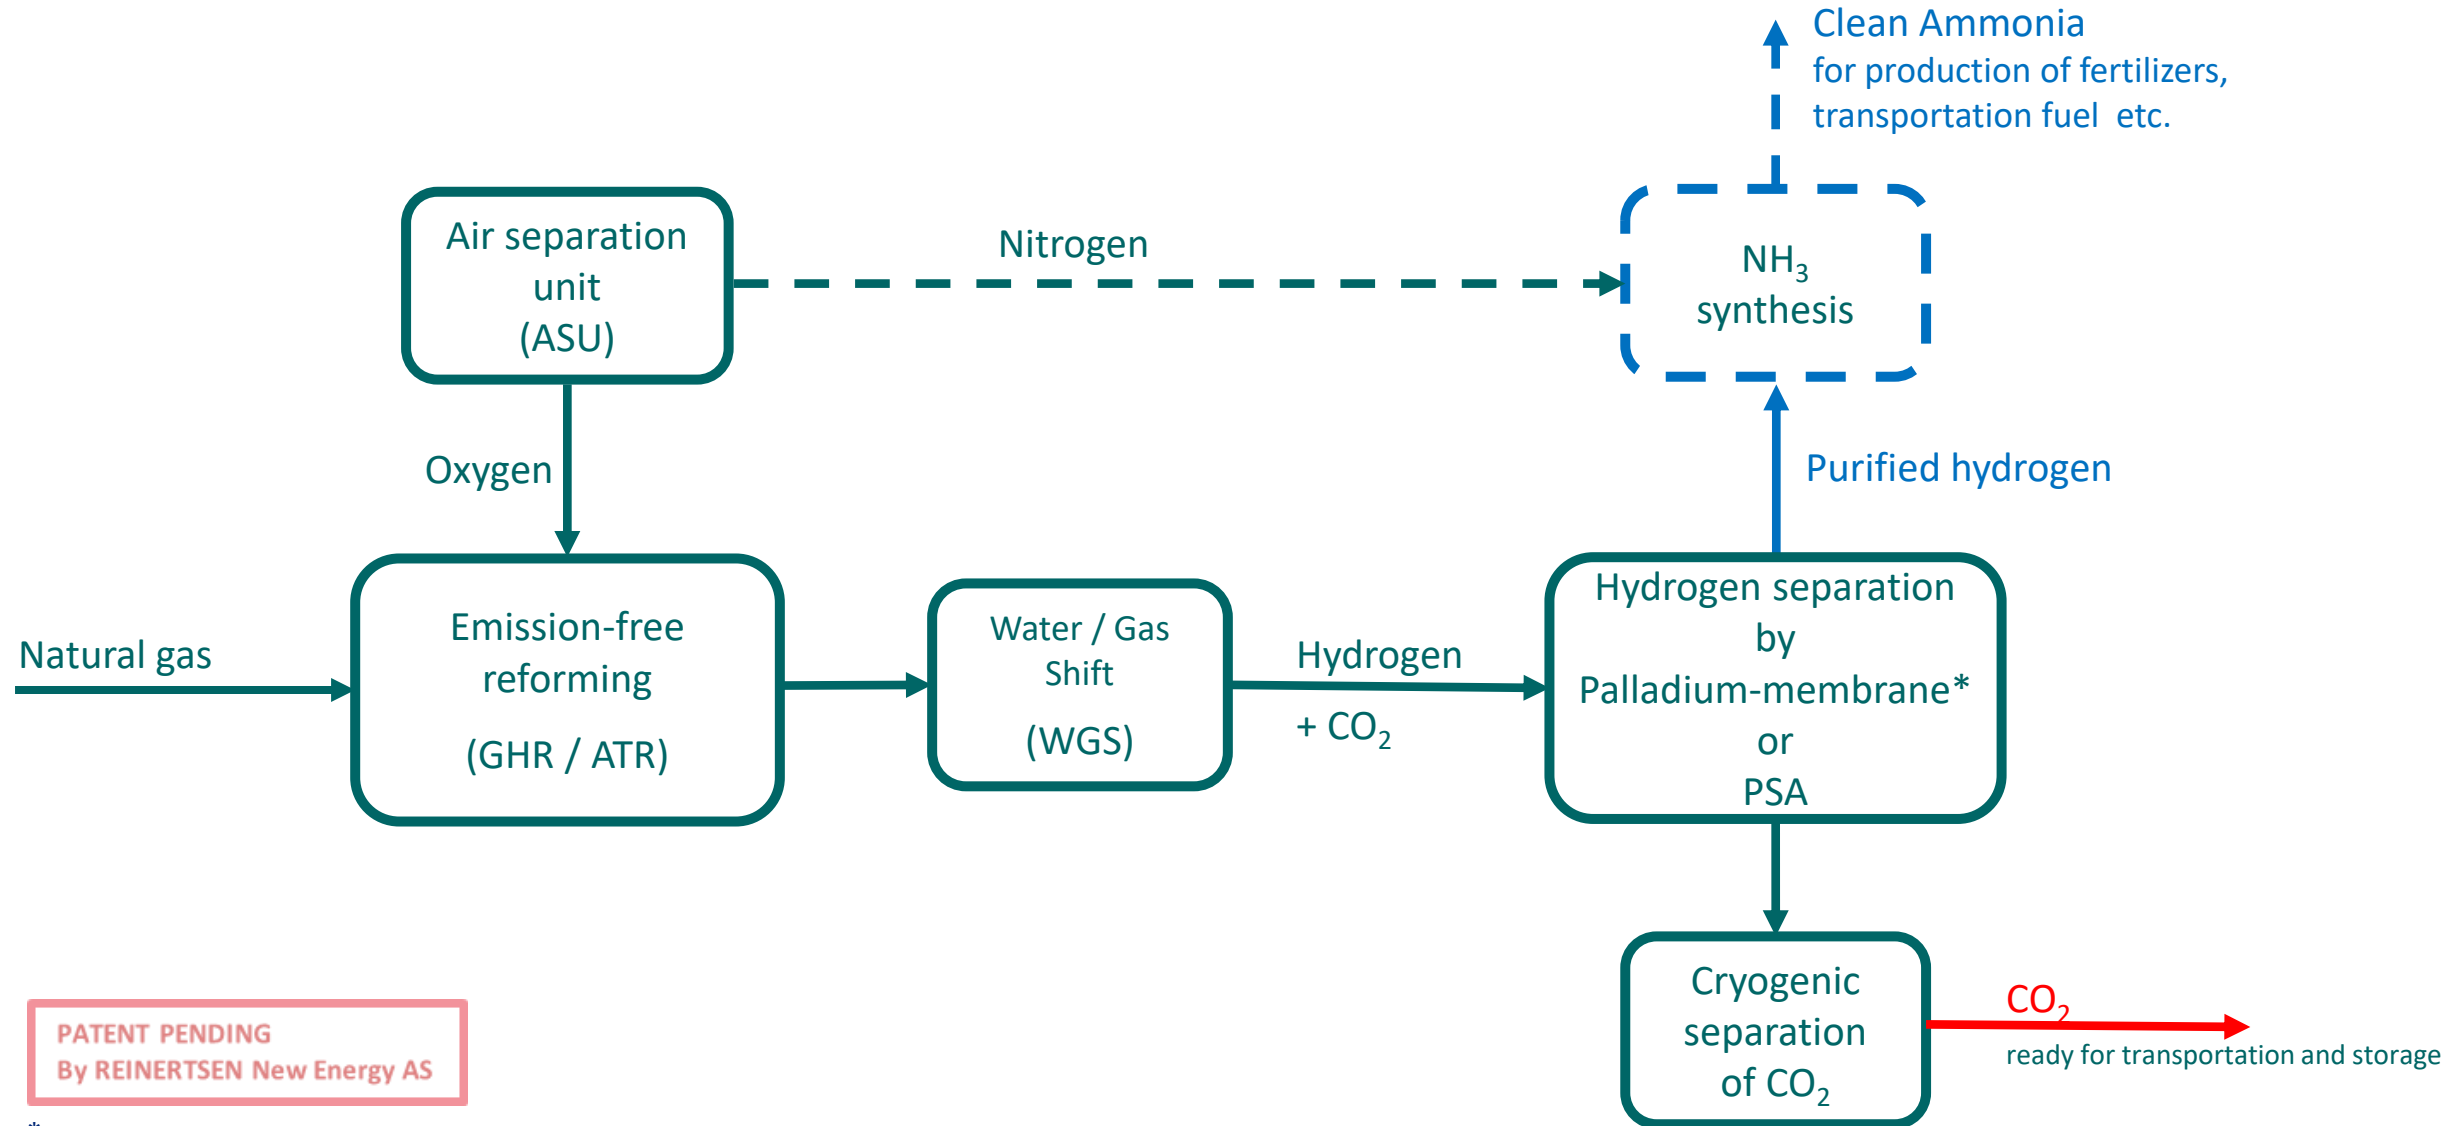 Clean Ammonia
for production of fertilizers,
transportation fuel etc.
Air separation
unit
(ASU)
Nitrogen
NH₃
synthesis
Oxygen
Purified hydrogen
Natural gas
Emission-free
reforming
(GHR / ATR)
Water / Gas
Shift
(WGS)
Hydrogen
+ CO₂
Hydrogen separation
by
Palladium-membrane*
or
PSA
Cryogenic
separation
of CO₂
CO₂
ready for transportation and storage
PATENT PENDING
By REINERTSEN New Energy AS
*